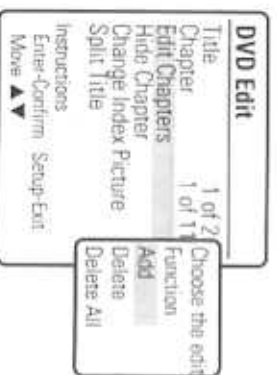 DVD Edit
Title 1 of 2
Chapter 1 of 11
Edit Chapters
Hide Chapter
Change Index Picture
Split Title
Instructions
Enter-Confirm Setup-Exit
Move ▲▼
Choose the edit
Function
Add
Delete
Delete All